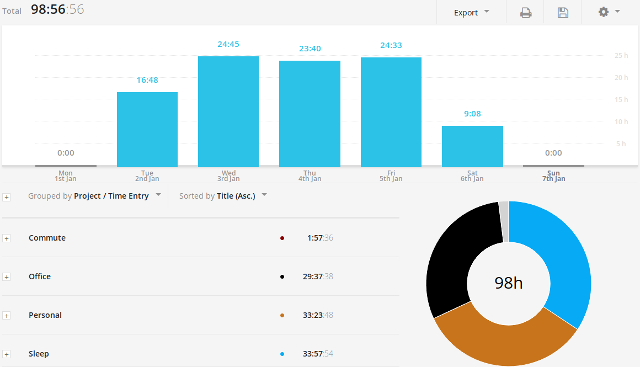 Total 98:56:56 Export
24:45
23:40
24:33
16:48
9:08
0:00
0:00
25 h
20 h
15 h
10 h
5 h
Mon Tue Wed Thu Fri Sat Sun
1st Jan 2nd Jan 3rd Jan 4th Jan 5th Jan 6th Jan 7th Jan
Grouped by Project / Time Entry Sorted by Title (Asc.)
Commute 1:57:36
Office 29:37:38
Personal 33:23:48
Sleep 33:57:54
98h